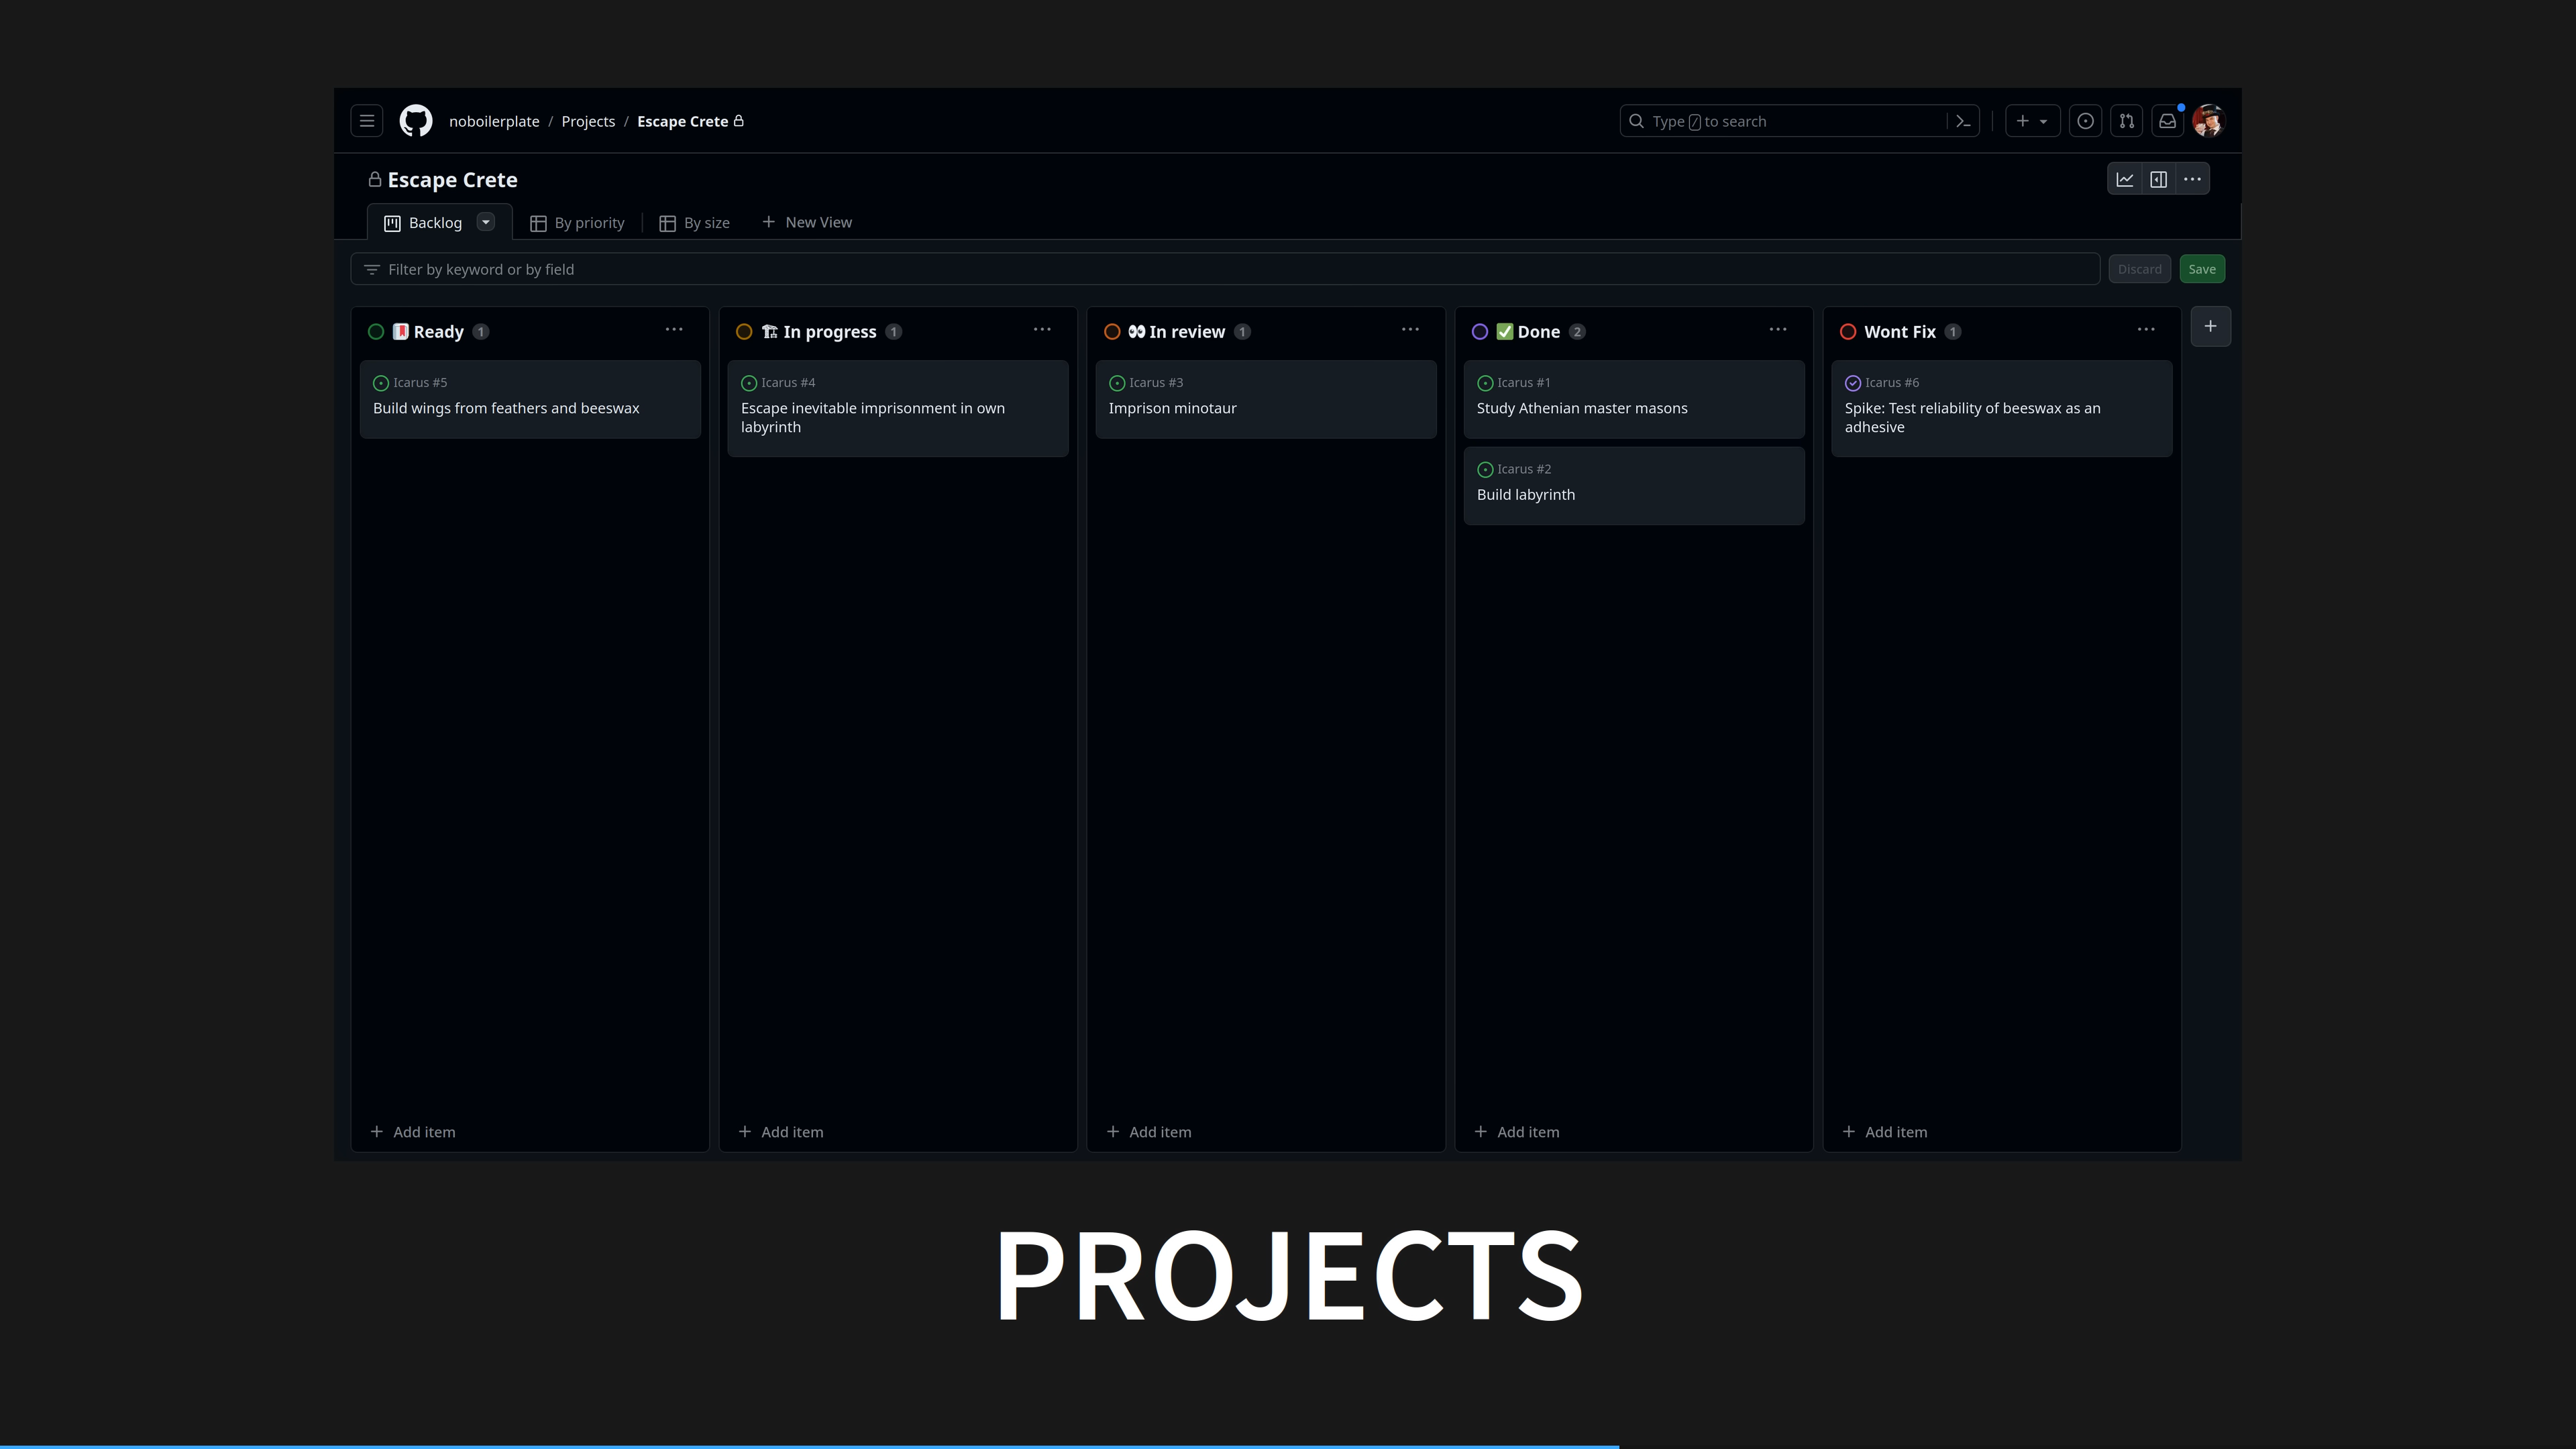 noboilerplate / Projects / Escape Crete
Type / to search
Escape Crete
Backlog
By priority
By size
New View
Filter by keyword or by field
Discard
Save
Ready 1
Icarus #5
Build wings from feathers and beeswax
Add item
In progress 1
Icarus #4
Escape inevitable imprisonment in own
labyrinth
Add item
In review 1
Icarus #3
Imprison minotaur
Add item
Done 2
Icarus #1
Study Athenian master masons
Icarus #2
Build labyrinth
Add item
Wont Fix 1
Icarus #6
Spike: Test reliability of beeswax as an
adhesive
Add item
PROJECTS